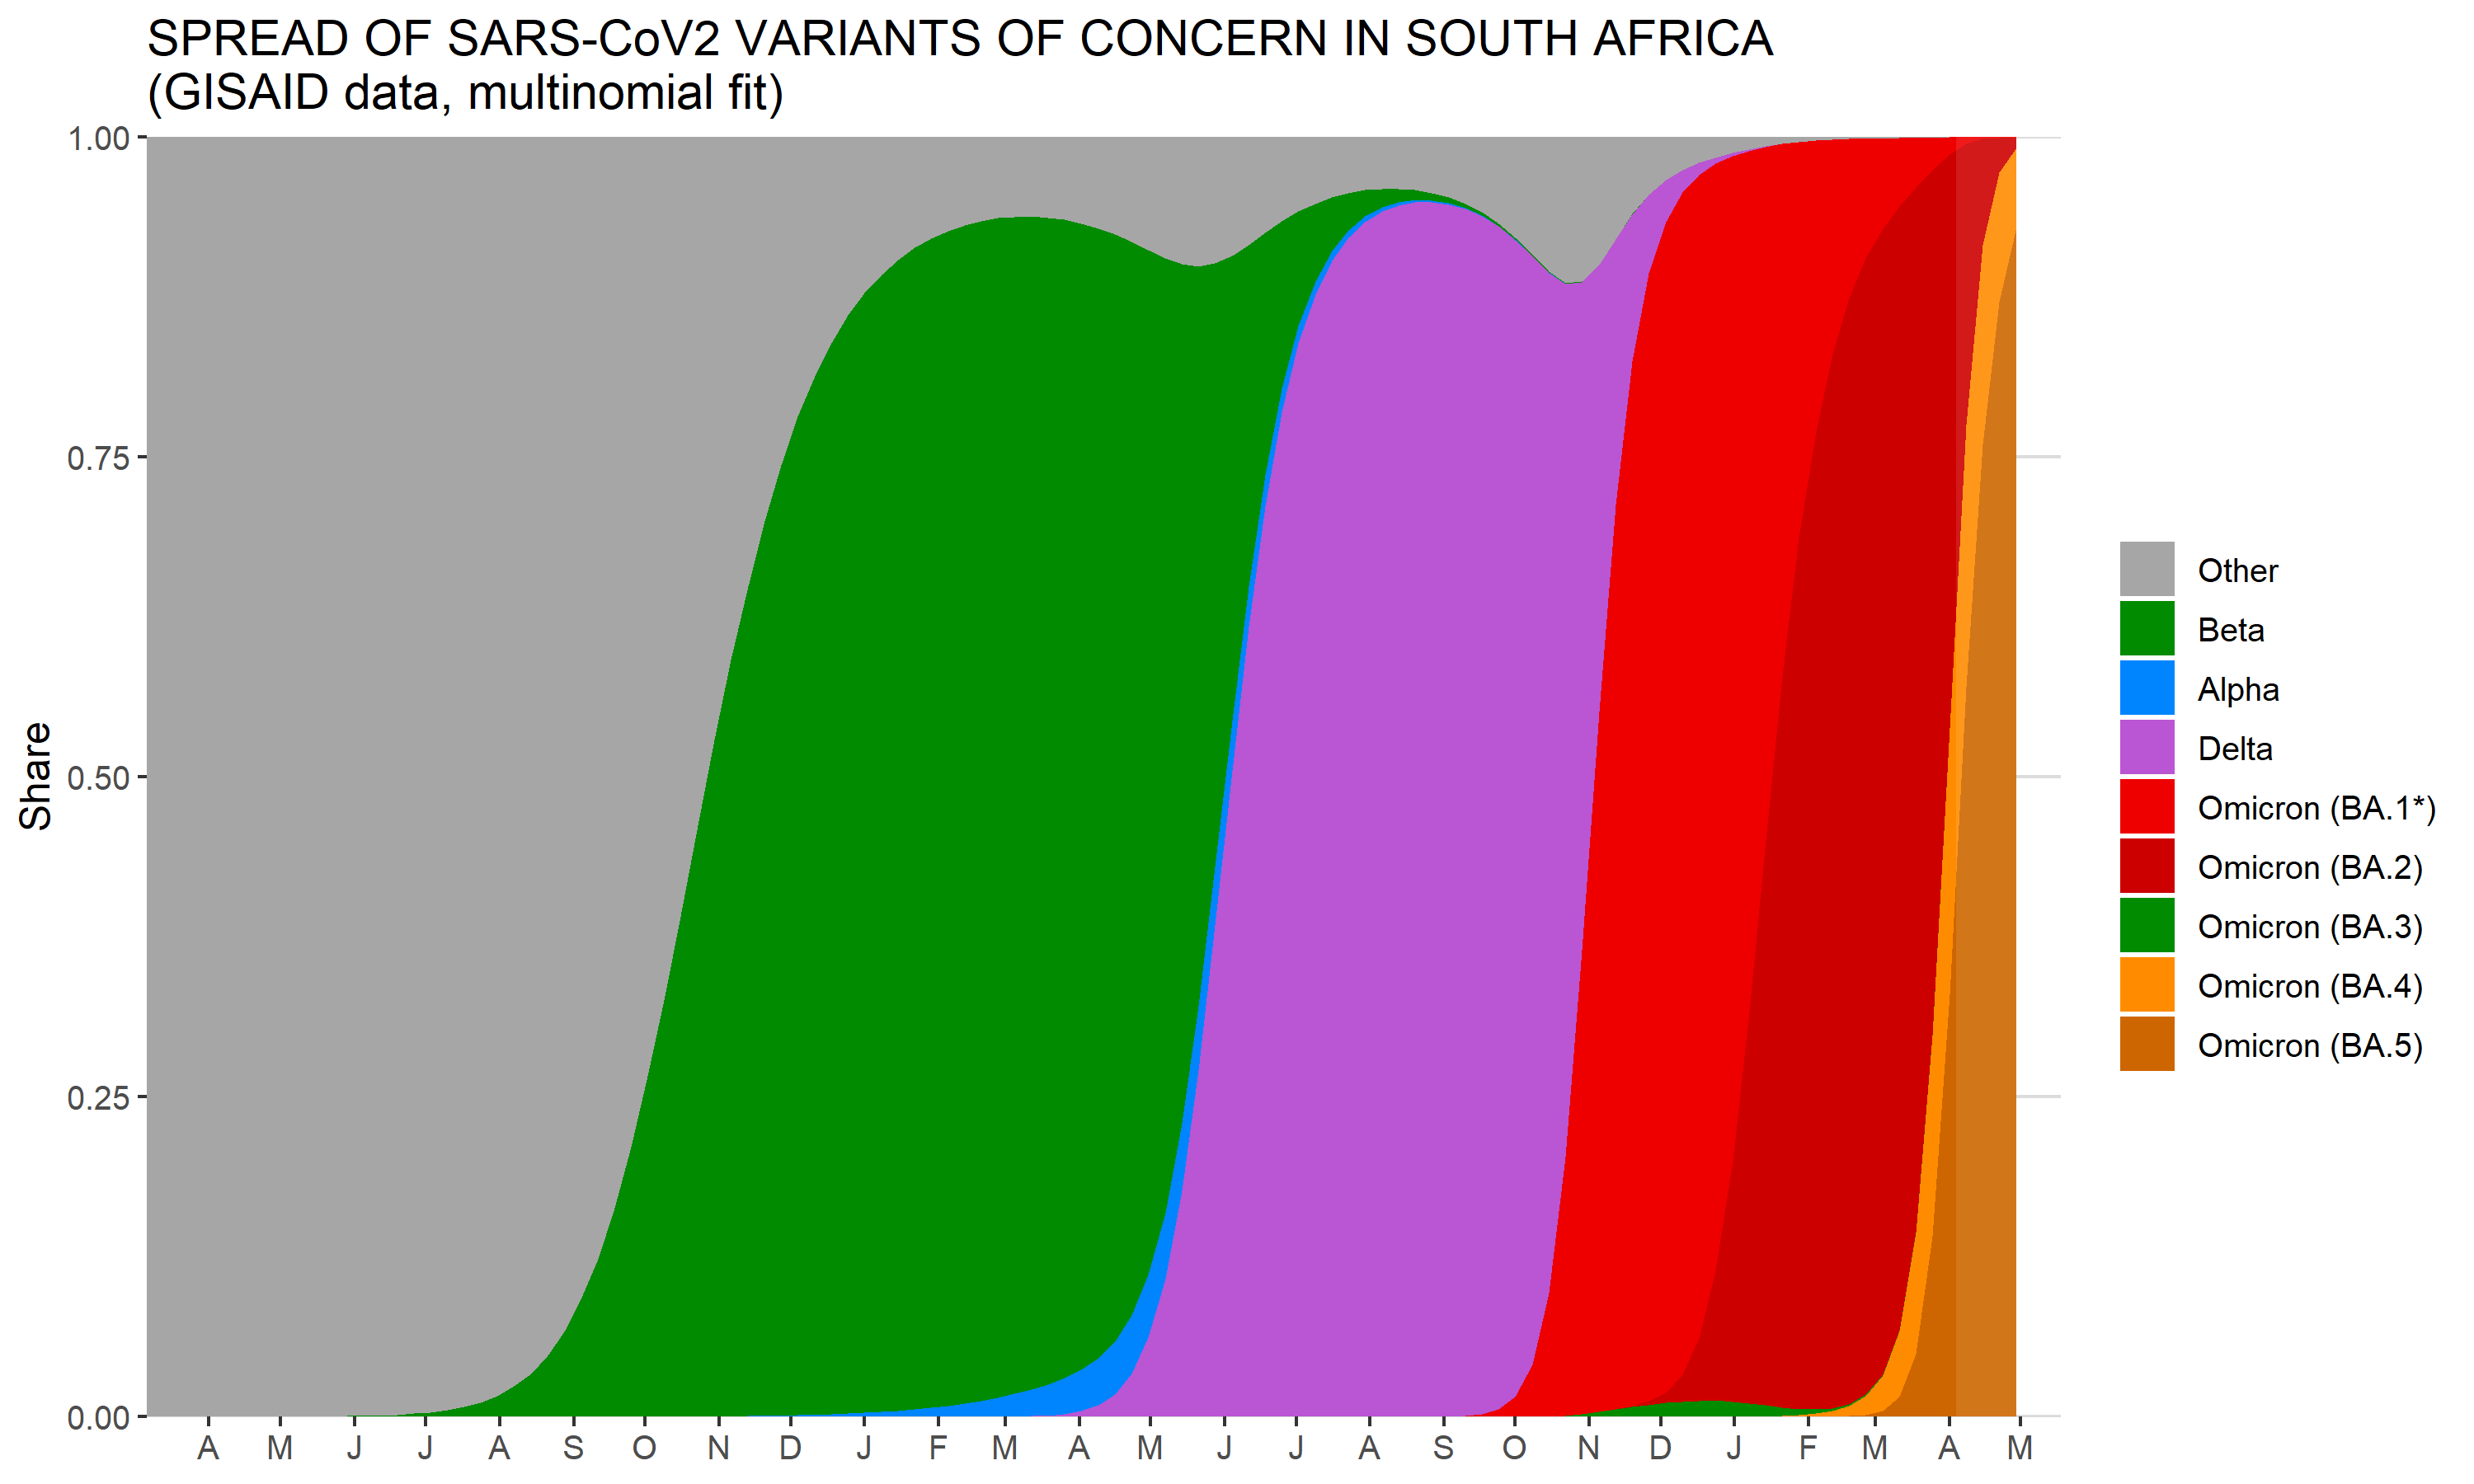 SPREAD OF SARS-CoV2 VARIANTS OF CONCERN IN SOUTH AFRICA
(GISAID data, multinomial fit)
1.00
0.75
0.50
0.25
0.00
Share
A M J J A S O N D J F M A M J J A S O N D J F M A M
Other
Beta
Alpha
Delta
Omicron (BA.1*)
Omicron (BA.2)
Omicron (BA.3)
Omicron (BA.4)
Omicron (BA.5)